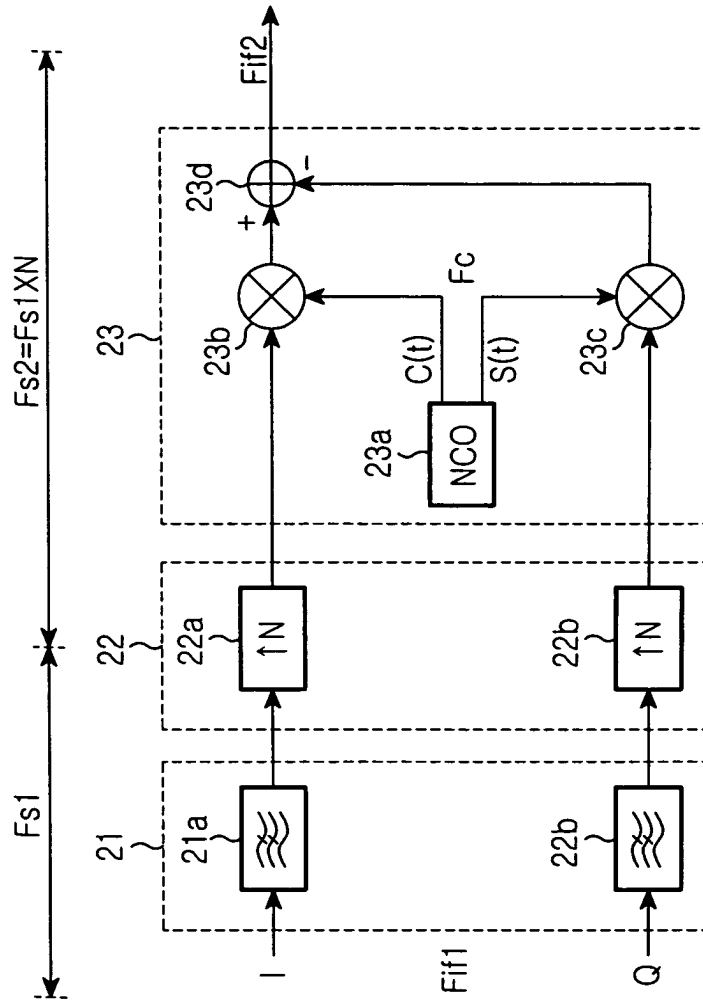 Fs1
Fs2=Fs1XN
21
22
23
21a
22a
23b
23d
+
-
I
↑N
Fif2
Fif1
23a
NCO
C(t)
S(t)
Fc
Q
22b
22b
↑N
23c